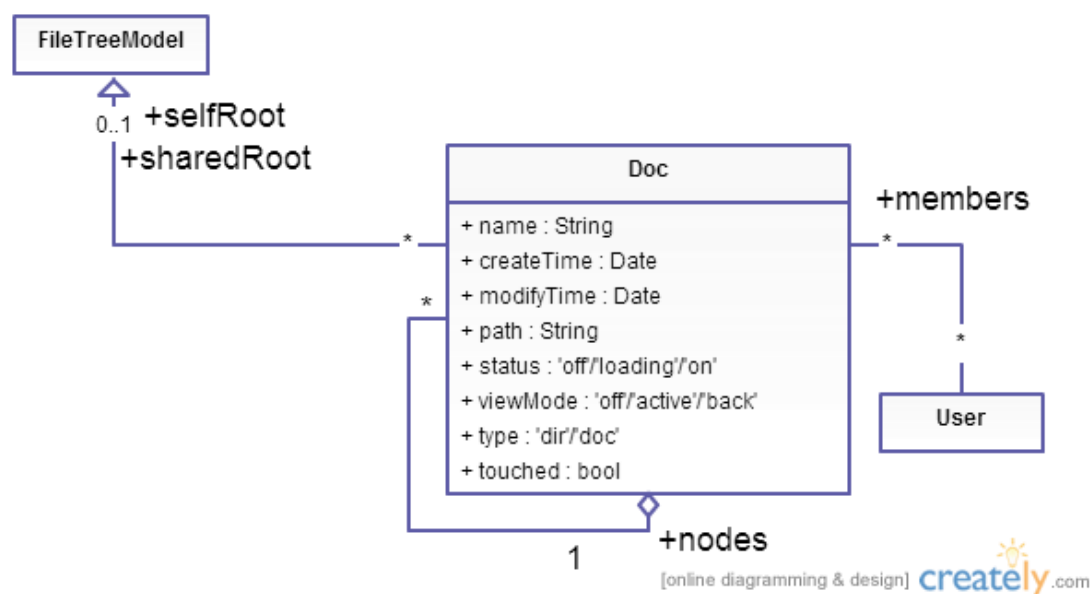 FileTreeModel
0..1 +selfRoot
+sharedRoot
Doc
+ name : String
+ createTime : Date
+ modifyTime : Date
+ path : String
+ status : 'off'/'loading'/'on'
+ viewMode : 'off'/'active'/'back'
+ type : 'dir'/'doc'
+ touched : bool
*
*
+members
*
*
User
+nodes
1
[online diagramming & design] creately.com